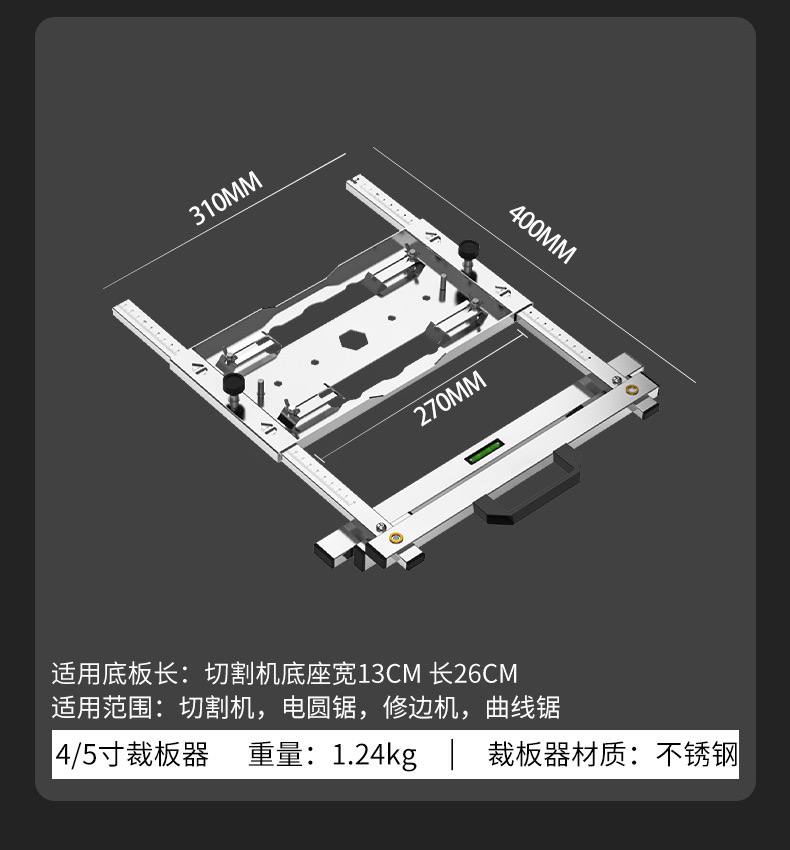 310MM
400MM
270MM
适用底板长：切割机底座宽13CM 长26CM
适用范围：切割机，电圆锯，修边机，曲线锯
4/5寸裁板器 重量：1.24kg | 裁板器材质：不锈钢